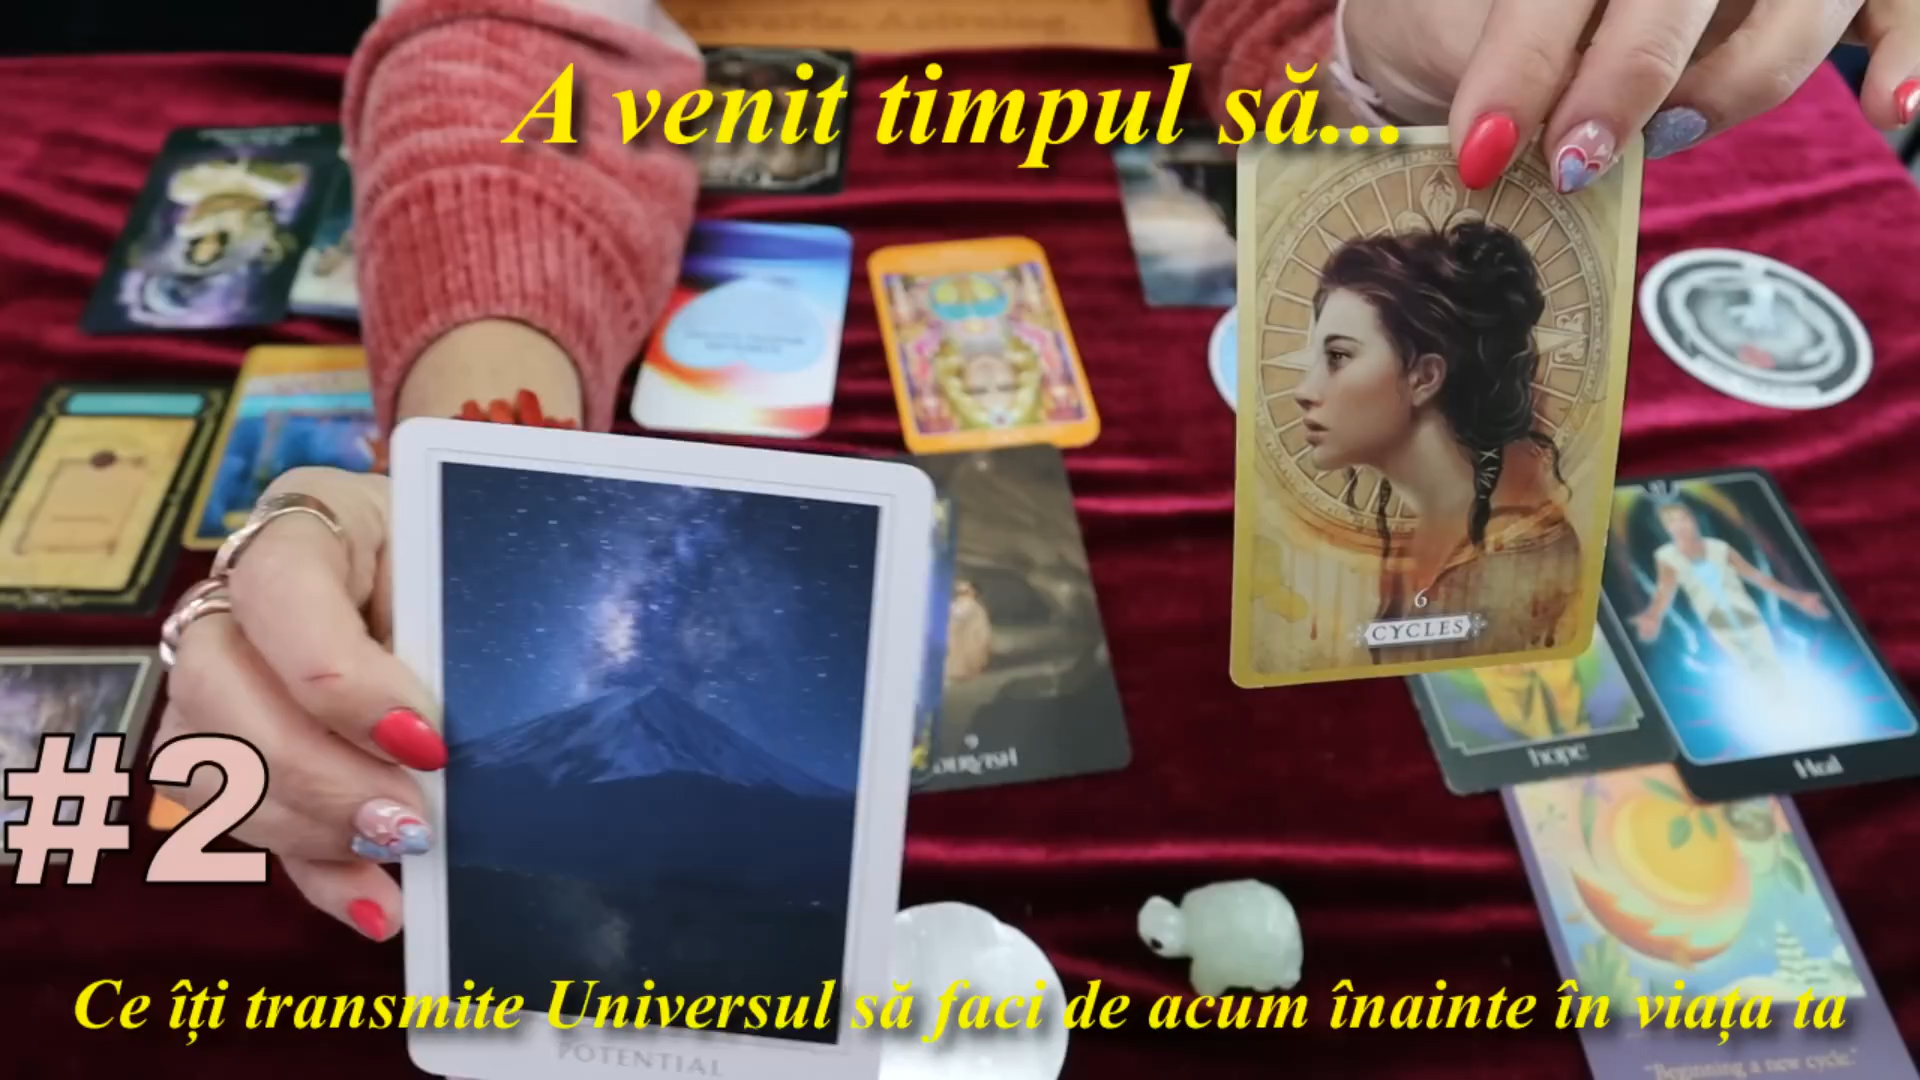 A venit timpul să...
6
CYCLES
9
hope
Heal
#2
Ce îți transmite Universul să faci de acum înainte în viața ta
POTENTIAL
"Beginning a new cycle."